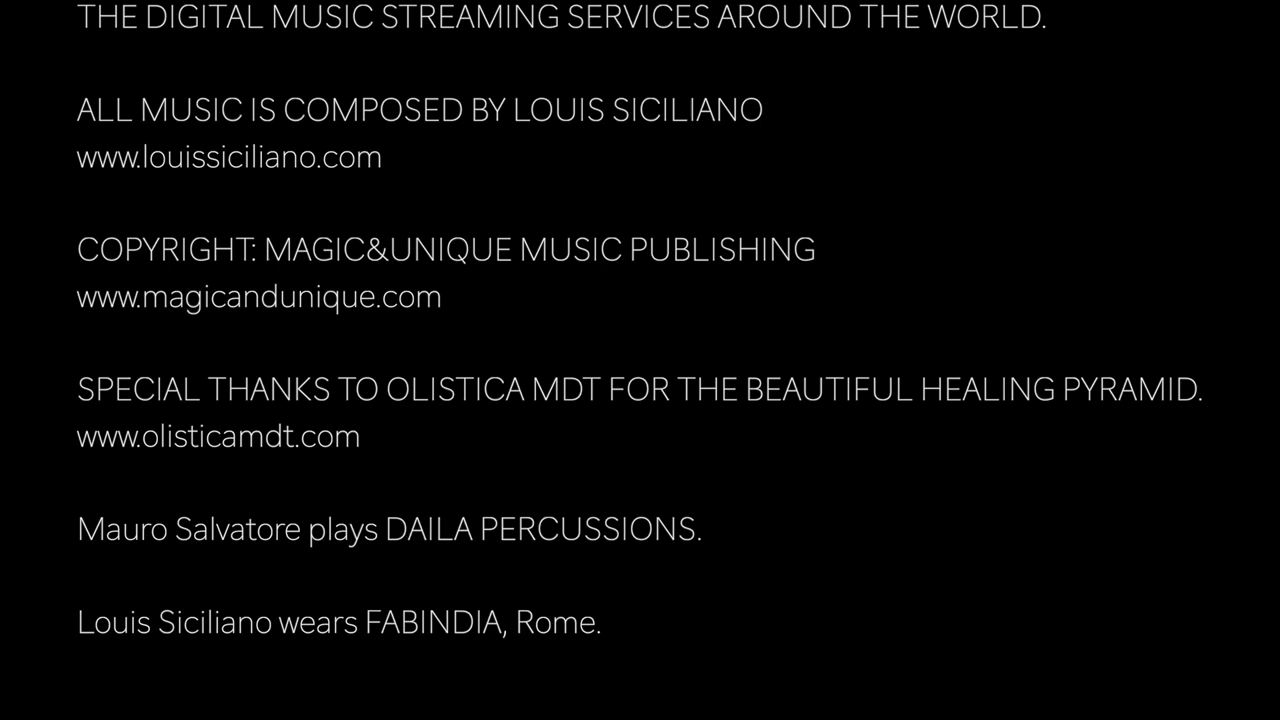 THE DIGITAL MUSIC STREAMING SERVICES AROUND THE WORLD.
ALL MUSIC IS COMPOSED BY LOUIS SICILIANO
www.louissiciliano.com
COPYRIGHT: MAGIC&UNIQUE MUSIC PUBLISHING
www.magicandunique.com
SPECIAL THANKS TO OLISTICA MDT FOR THE BEAUTIFUL HEALING PYRAMID.
www.olisticamdt.com
Mauro Salvatore plays DAILA PERCUSSIONS.
Louis Siciliano wears FABINDIA, Rome.